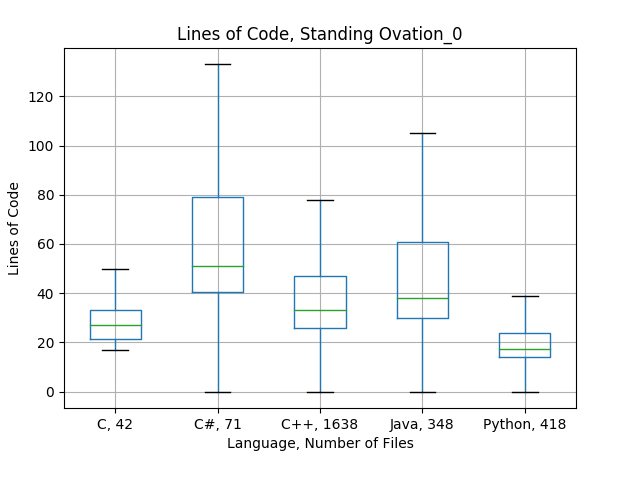 Lines of Code, Standing Ovation_0
Lines of Code
120
100
80
60
40
20
0
C, 42
C#, 71
C++, 1638
Java, 348
Python, 418
Language, Number of Files